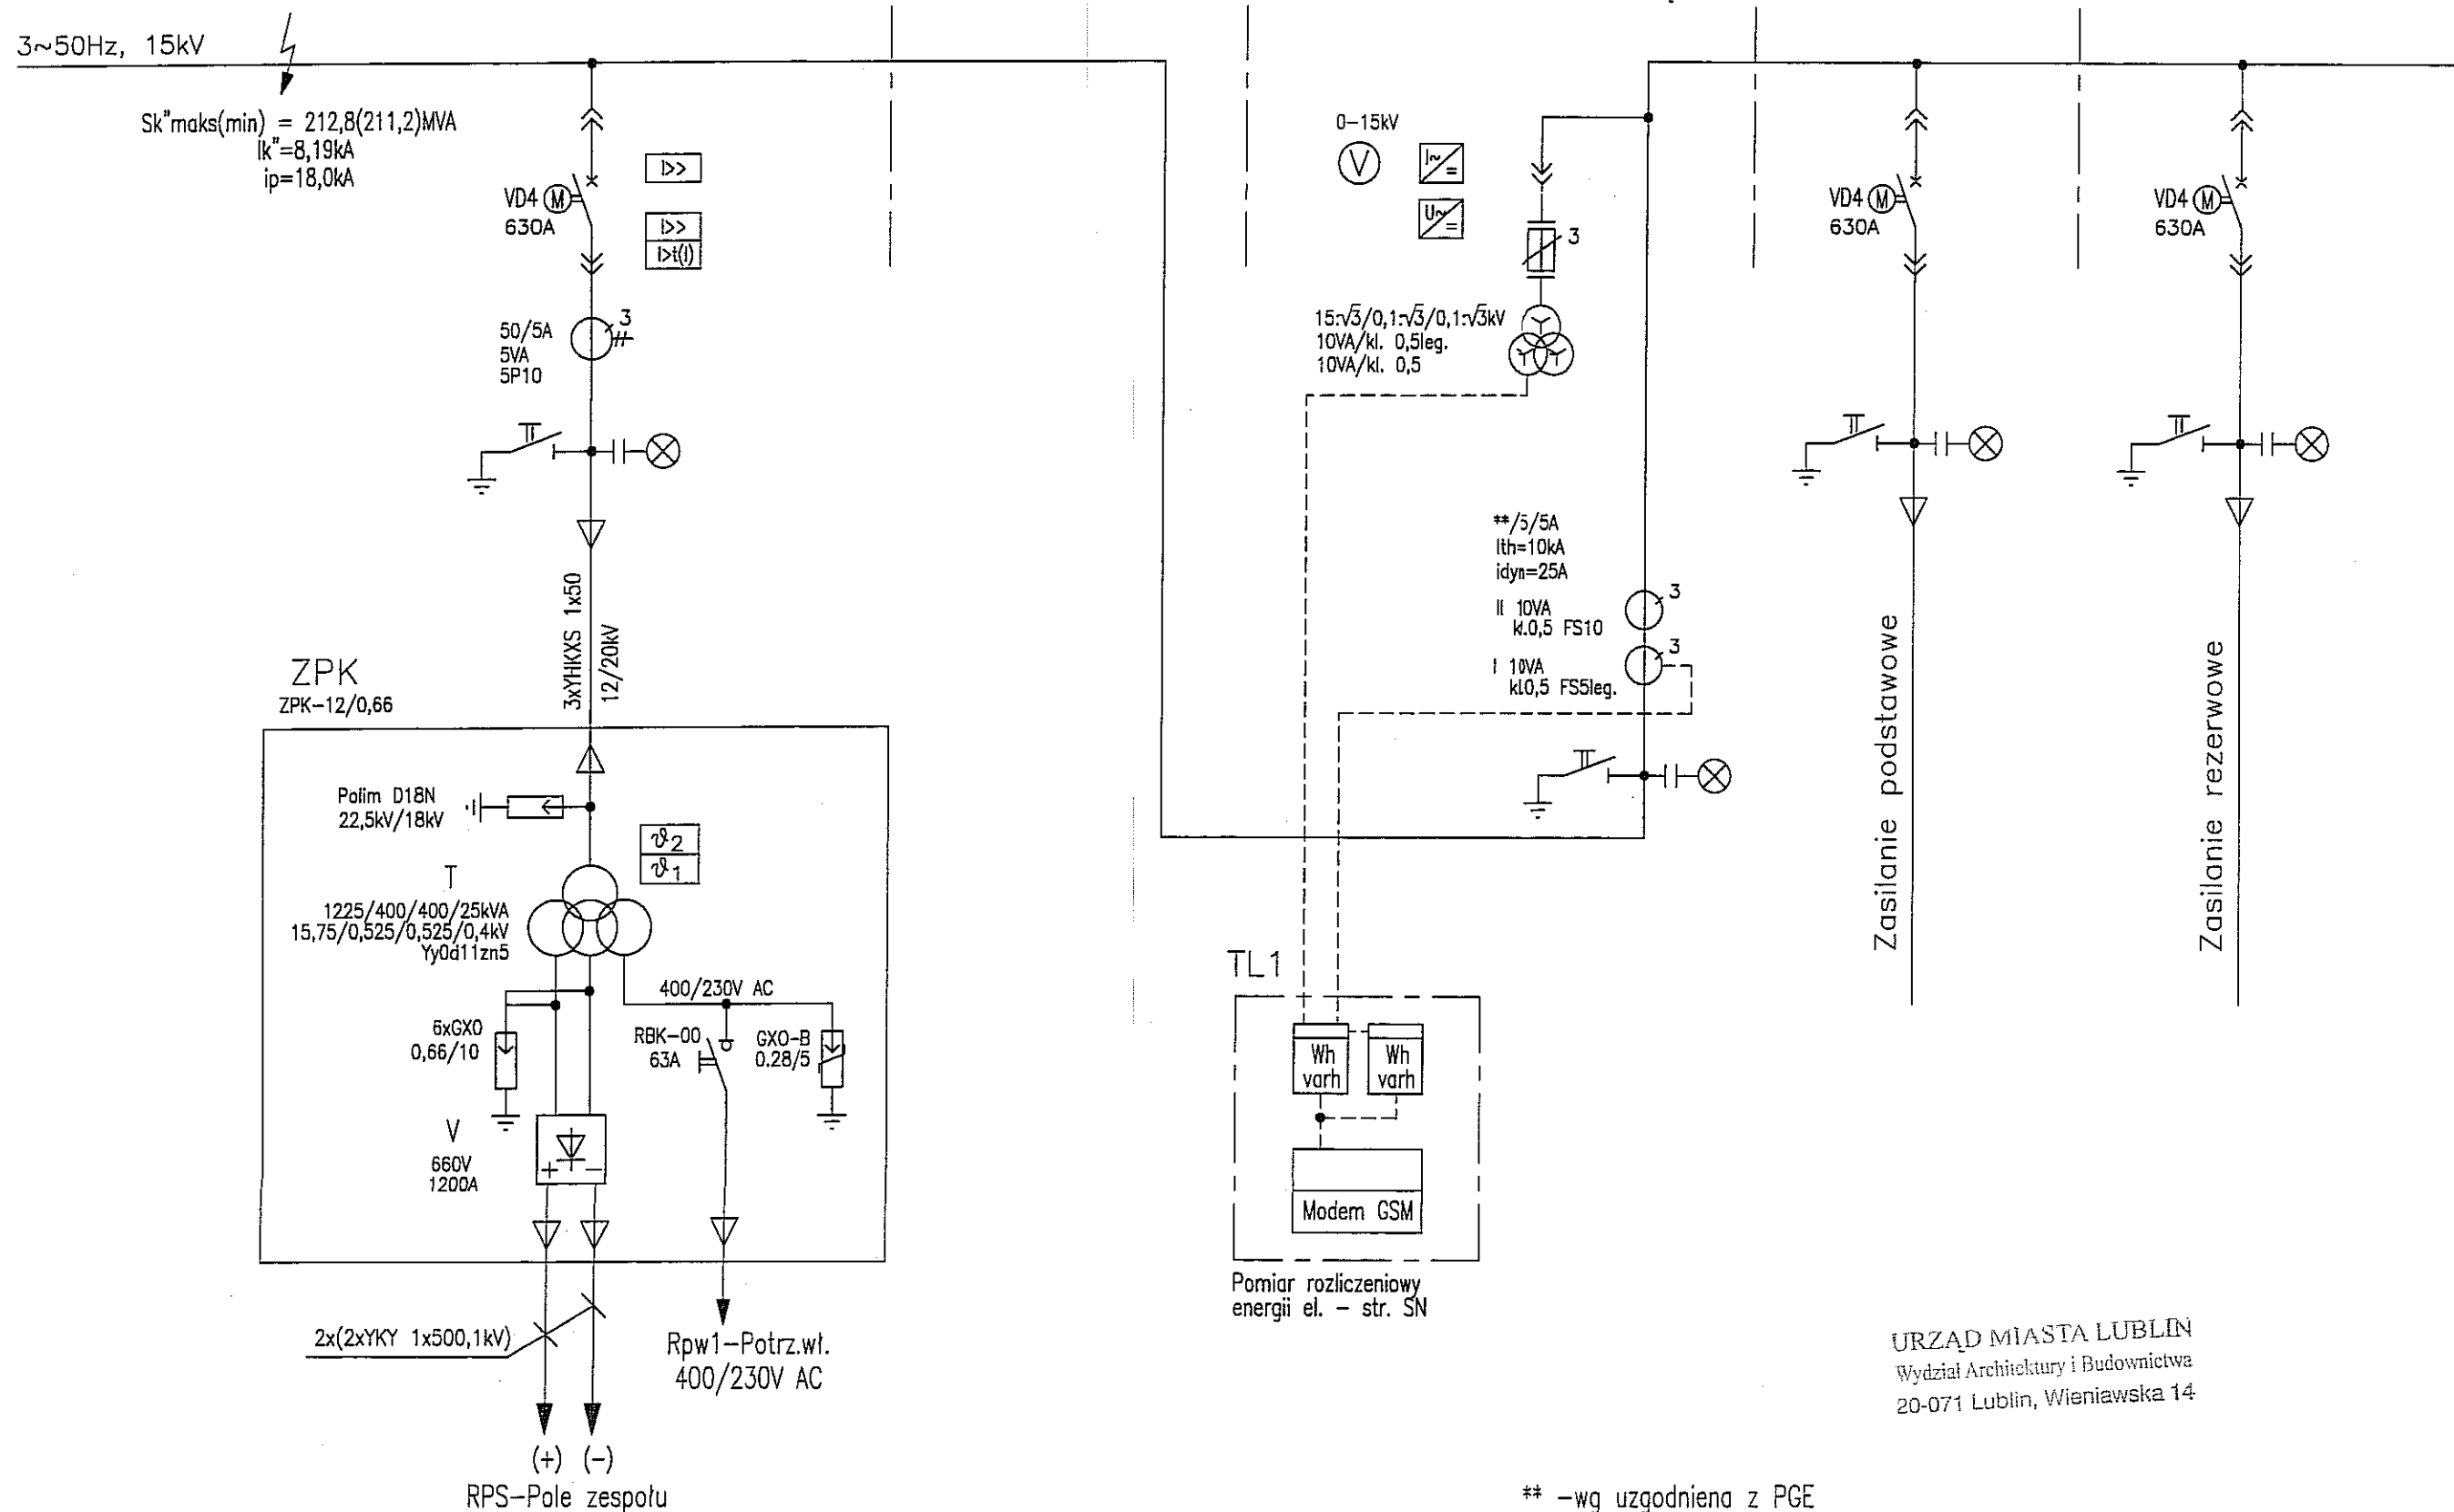 3~50Hz, 15kV
Sk"maks(min) = 212,8(211,2)MVA
Ik"=8,19kA
ip=18,0kA
VD4 M
630A
I>>
I>>
I>t(I)
50/5A
5VA
5P10
3
3xYHKXS 1x50
12/20kV
ZPK
ZPK-12/0,66
Polim D18N
22,5kV/18kV
ϑ2
ϑ1
T
1225/400/400/25kVA
15,75/0,525/0,525/0,4kV
Yy0d11zn5
400/230V AC
6xGXO
0,66/10
RBK-00
63A
GXO-B
0.28/5
V
660V
1200A
+ −
2x(2xYKY 1x500,1kV)
Rpw1-Potrz.wł.
400/230V AC
(+) (-)
RPS-Pole zespołu
0-15kV
V
I~
=
U~
=
3
15:√3/0,1:√3/0,1:√3kV
10VA/kl. 0,5leg.
10VA/kl. 0,5
**/5/5A
Ith=10kA
idyn=25A
II 10VA
kl.0,5 FS10
3
I 10VA
kl.0,5 FS5leg.
3
TL1
Wh
varh
Wh
varh
Modem GSM
Pomiar rozliczeniowy
energii el. - str. SN
VD4 M
630A
Zasilanie podstawowe
VD4 M
630A
Zasilanie rezerwowe
URZĄD MIASTA LUBLIN
Wydział Architektury i Budownictwa
20-071 Lublin, Wieniawska 14
** -wg uzgodniena z PGE